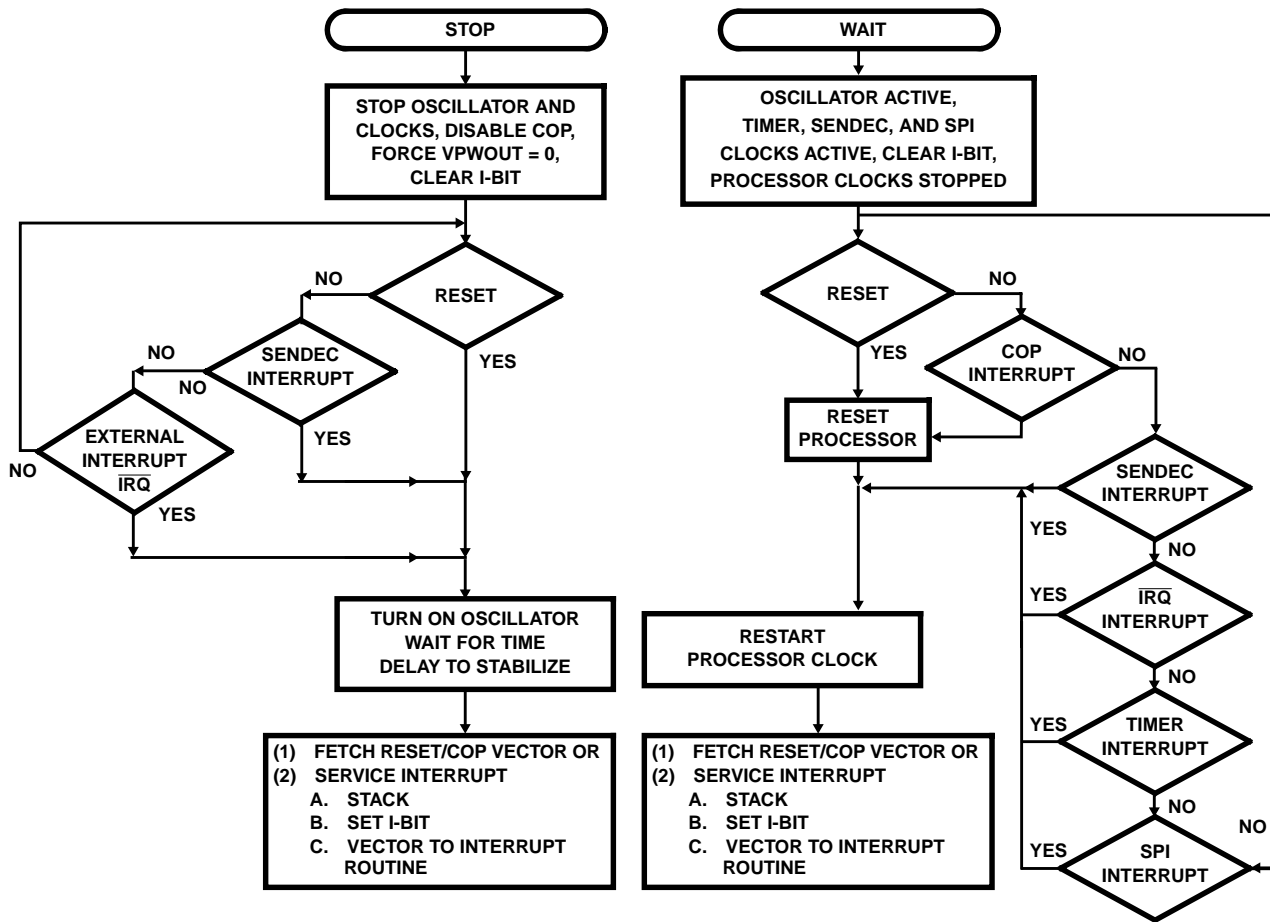 STOP
STOP OSCILLATOR AND
CLOCKS, DISABLE COP,
FORCE VPWOUT = 0,
CLEAR I-BIT
RESET
NO
YES
SENDEC
INTERRUPT
NO
NO
YES
EXTERNAL
INTERRUPT
IRQ
NO
YES
TURN ON OSCILLATOR
WAIT FOR TIME
DELAY TO STABILIZE
(1) FETCH RESET/COP VECTOR OR
(2) SERVICE INTERRUPT
A. STACK
B. SET I-BIT
C. VECTOR TO INTERRUPT
ROUTINE
WAIT
OSCILLATOR ACTIVE,
TIMER, SENDEC, AND SPI
CLOCKS ACTIVE, CLEAR I-BIT,
PROCESSOR CLOCKS STOPPED
RESET
NO
YES
COP
INTERRUPT
NO
RESET
PROCESSOR
SENDEC
INTERRUPT
YES
NO
IRQ
INTERRUPT
YES
NO
TIMER
INTERRUPT
YES
NO
SPI
INTERRUPT
YES
NO
RESTART
PROCESSOR CLOCK
(1) FETCH RESET/COP VECTOR OR
(2) SERVICE INTERRUPT
A. STACK
B. SET I-BIT
C. VECTOR TO INTERRUPT
ROUTINE